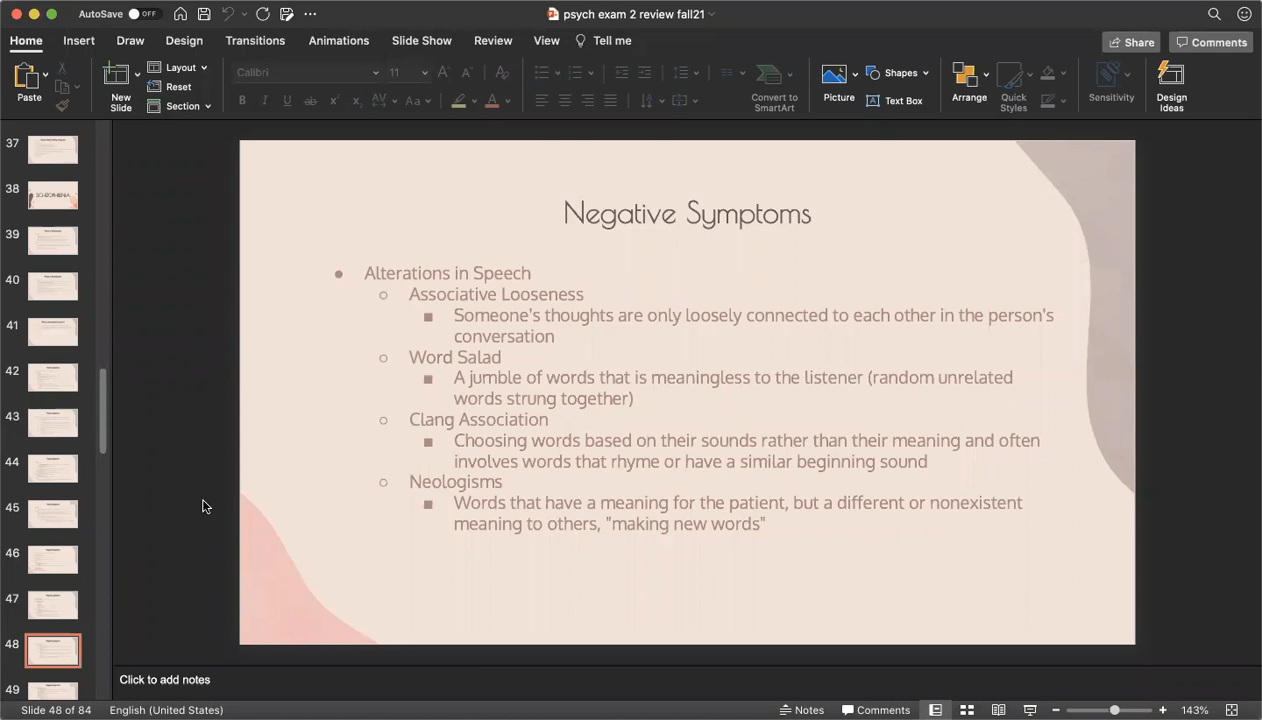 AutoSave OFF psych exam 2 review fall21
Home Insert Draw Design Transitions Animations Slide Show Review View Tell me Share Comments
Paste New Slide Layout Reset Section Calibri 11 Convert to SmartArt Picture Shapes Text Box Arrange Quick Styles Sensitivity Design Ideas
37
38
39
40
41
42
43
44
45
46
47
48
49
Negative Symptoms
Alterations in Speech
Associative Looseness
Someone's thoughts are only loosely connected to each other in the person's
conversation
Word Salad
A jumble of words that is meaningless to the listener (random unrelated
words strung together)
Clang Association
Choosing words based on their sounds rather than their meaning and often
involves words that rhyme or have a similar beginning sound
Neologisms
Words that have a meaning for the patient, but a different or nonexistent
meaning to others, "making new words"
Click to add notes
Slide 48 of 84 English (United States) Notes Comments 143%